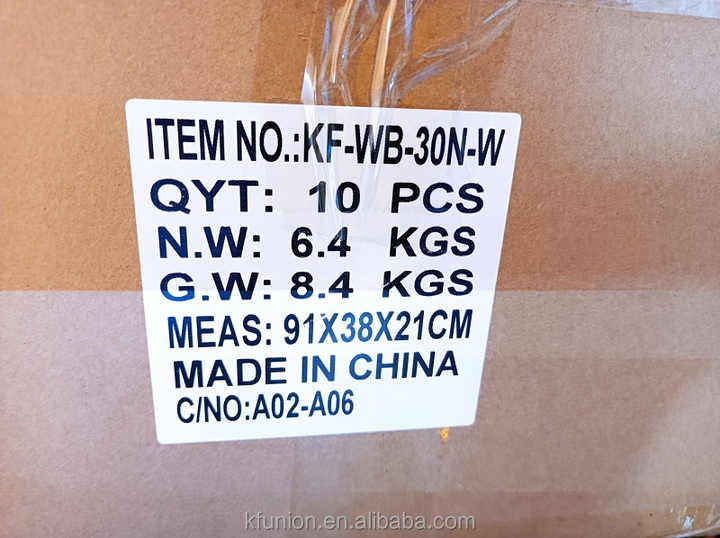 ITEM NO.:KF-WB-30N-W
QYT: 10 PCS
N.W: 6.4 KGS
G.W: 8.4 KGS
MEAS: 91X38X21CM
MADE IN CHINA
C/NO:A02-A06
kfunion.en.alibaba.com